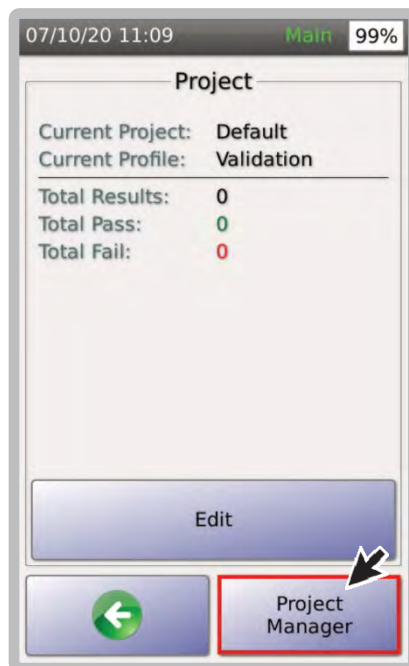 07/10/20 11:09 Main 99%
Project
Current Project: Default
Current Profile: Validation
Total Results: 0
Total Pass: 0
Total Fail: 0
Edit
Project
Manager